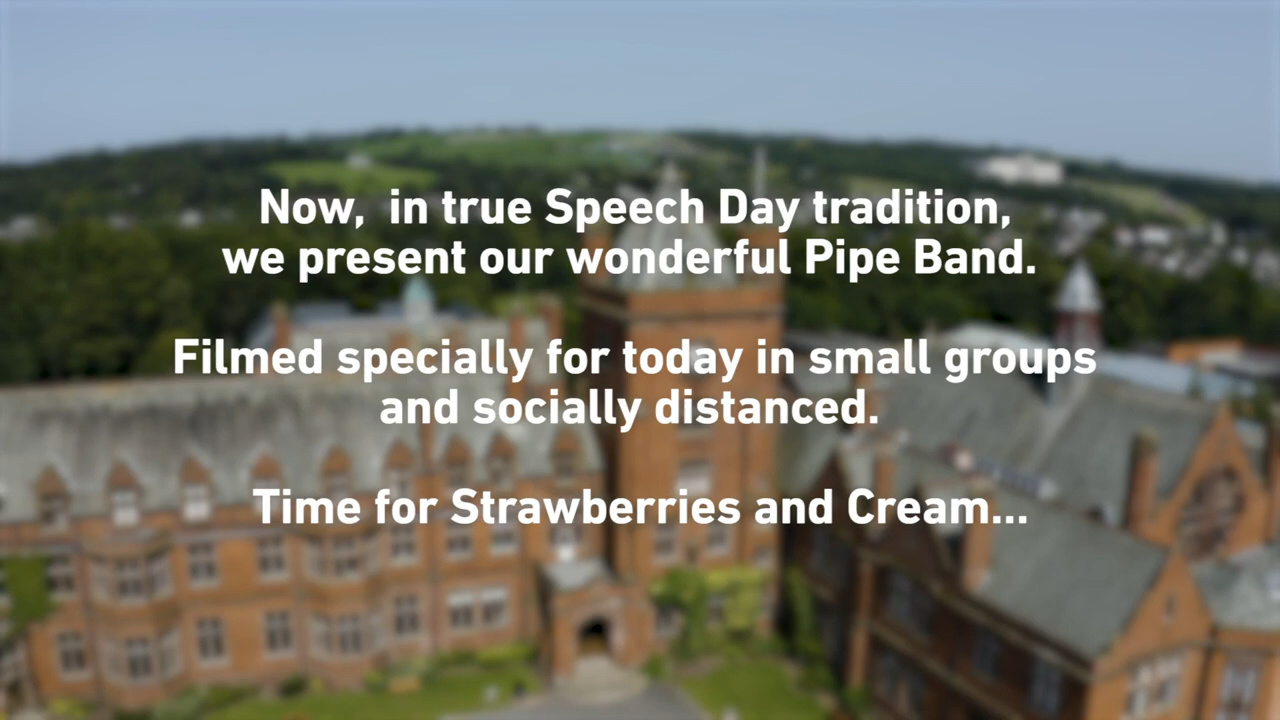 Now,  in true Speech Day tradition,
we present our wonderful Pipe Band.
Filmed specially for today in small groups
and socially distanced.
Time for Strawberries and Cream...